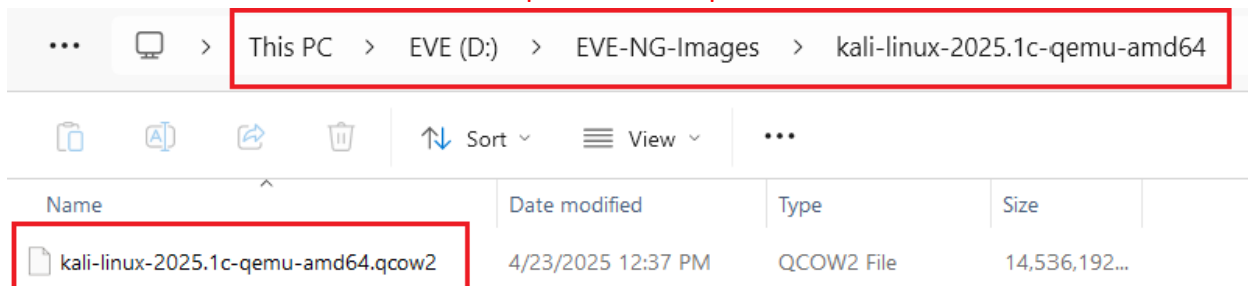 This PC > EVE (D:) > EVE-NG-Images > kali-linux-2025.1c-qemu-amd64
Sort View
Name Date modified Type Size
kali-linux-2025.1c-qemu-amd64.qcow2 4/23/2025 12:37 PM QCOW2 File 14,536,192...